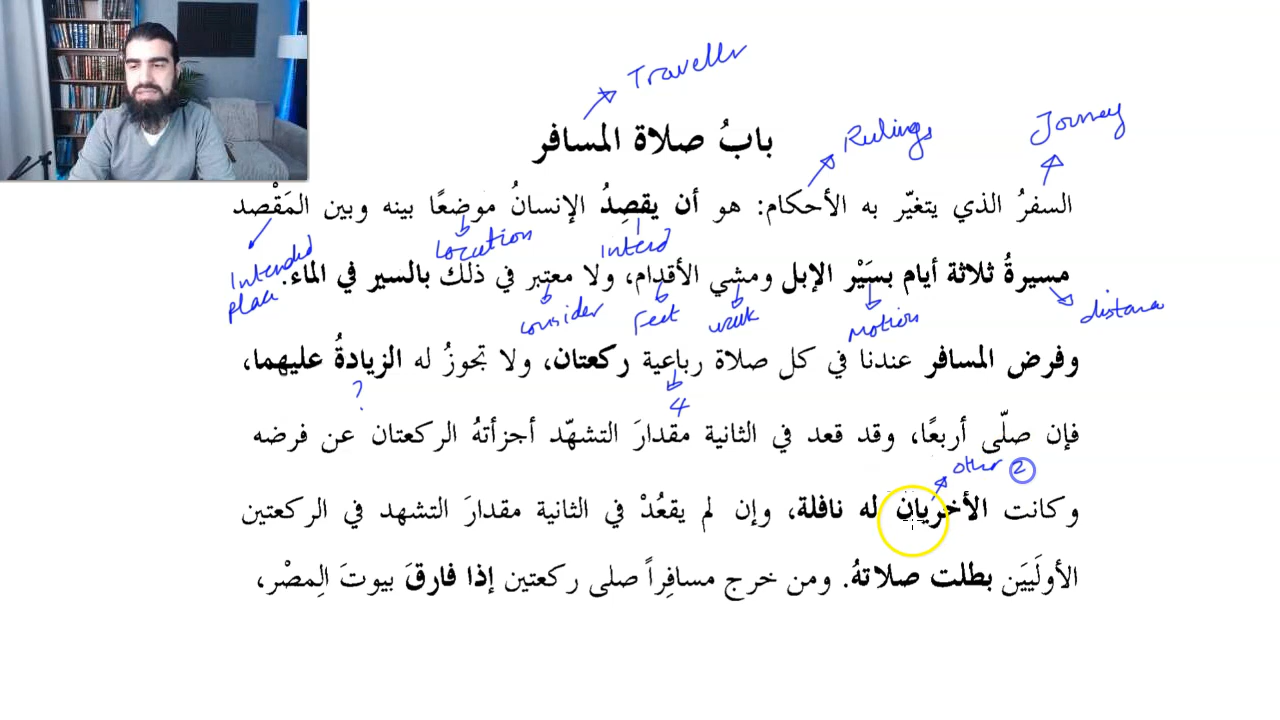 Traveller
باب صلاة المسافر
Rulings
Journey
السفرُ الذي يتغيّر به الأحكام: هو أن يقصِدُ الإنسانُ موضعًا بينه وبين المَقْصد
Intended place
Location
Intend
مسيرةُ ثلاثة أيام بسَيْر الإبل ومشي الأقدام، ولا معتبر في ذلك بالسير في الماء.
consider
Feet
walk
Motion
distance
وفرض المسافر عندنا في كل صلاة رباعية ركعتان، ولا تجوزُ له الزيادةُ عليهما،
?
4
فإن صلّى أربعًا، وقد قعد في الثانية مقدارَ التشهّد أجزأتهُ الركعتان عن فرضه
other 2
وكانت الأخرَيان له نافلة، وإن لم يقعُدْ في الثانية مقدارَ التشهد في الركعتين
الأولَيَين بطلت صلاتهُ. ومن خرج مسافِراً صلى ركعتين إذا فارقَ بيوتَ المِصْر،